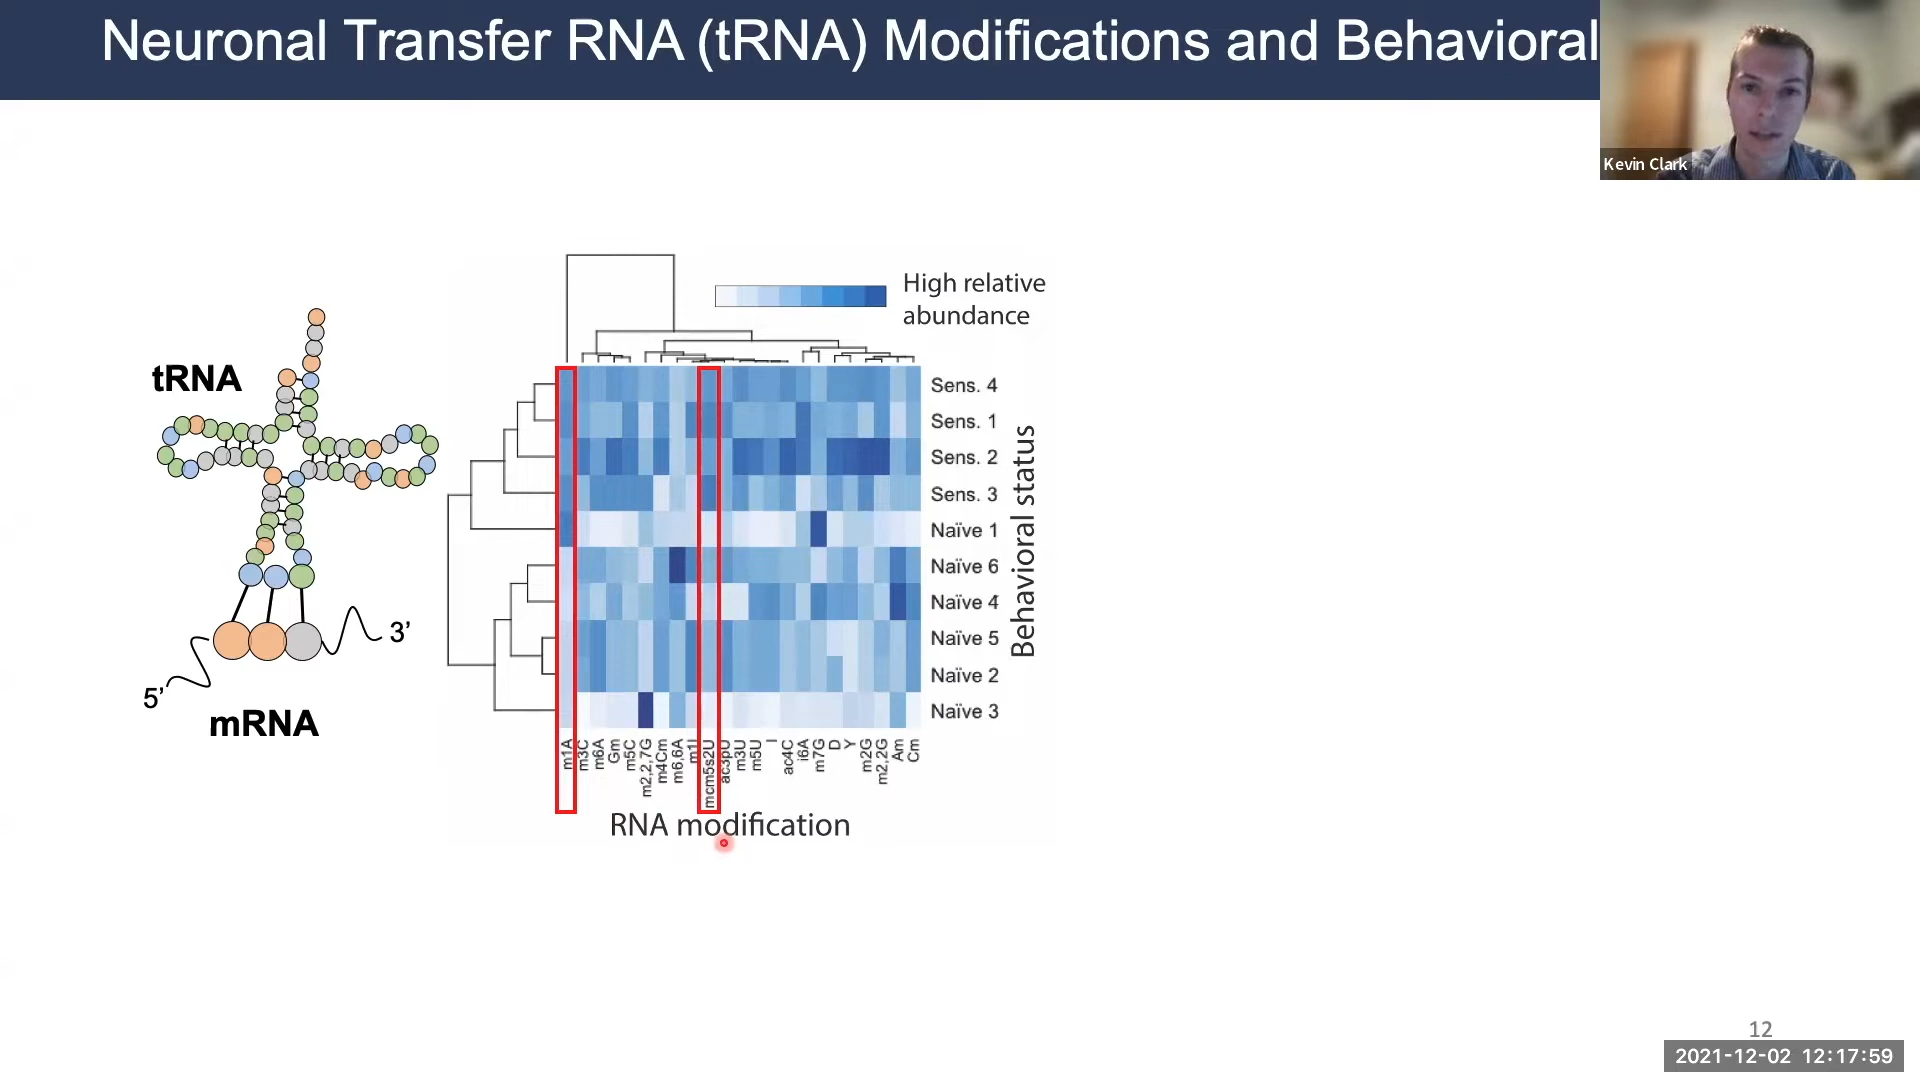 Neuronal Transfer RNA (tRNA) Modifications and Behavioral
Kevin Clark
High relative
abundance
tRNA
Sens. 4
Sens. 1
Sens. 2
Sens. 3
Naïve 1
Naïve 6
Naïve 4
Naïve 5
Naïve 2
Naïve 3
Behavioral status
3’
5’
mRNA
m1A
m3C
m6A
Gm
m5C
m2,2,7G
m4Cm
m6,6A
m1I
mcm5s2U
acp3U
m3U
m5U
I
ac4C
i6A
m7G
D
Y
m2G
m2,2G
Am
Cm
RNA modification
12
2021-12-02 12:17:59